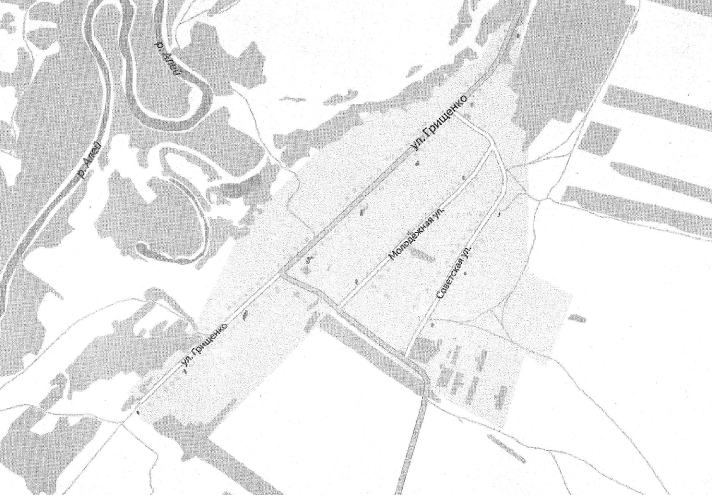 р. Алей
ул. Грищенко
р. Алей
Молодёжная ул.
Советская ул.
ул. Грищенко